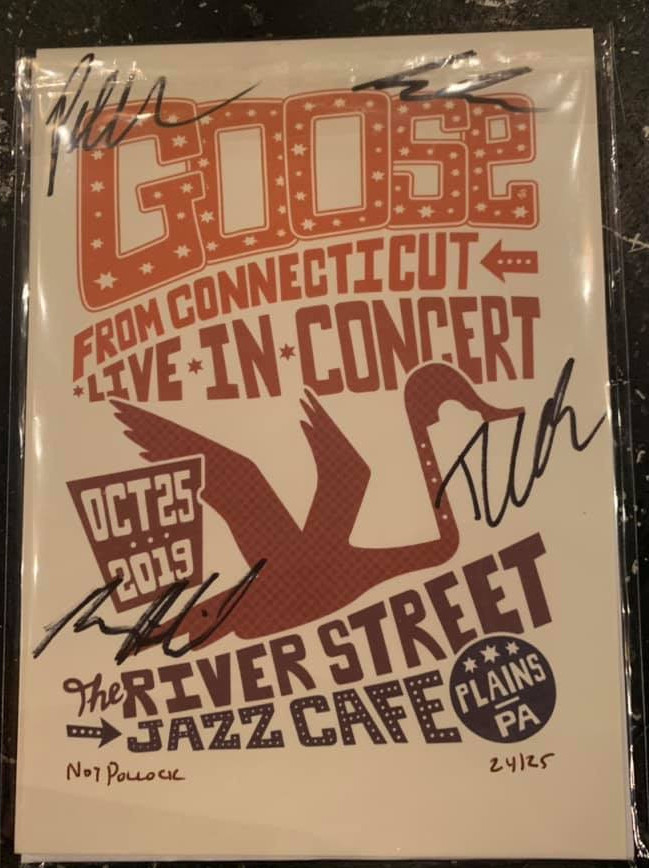 GOOSE
FROM CONNECTICUT
LIVE IN CONCERT
OCT 25
2019
The RIVER STREET
JAZZ CAFE
PLAINS
PA
NOT POLLOCK
24/25